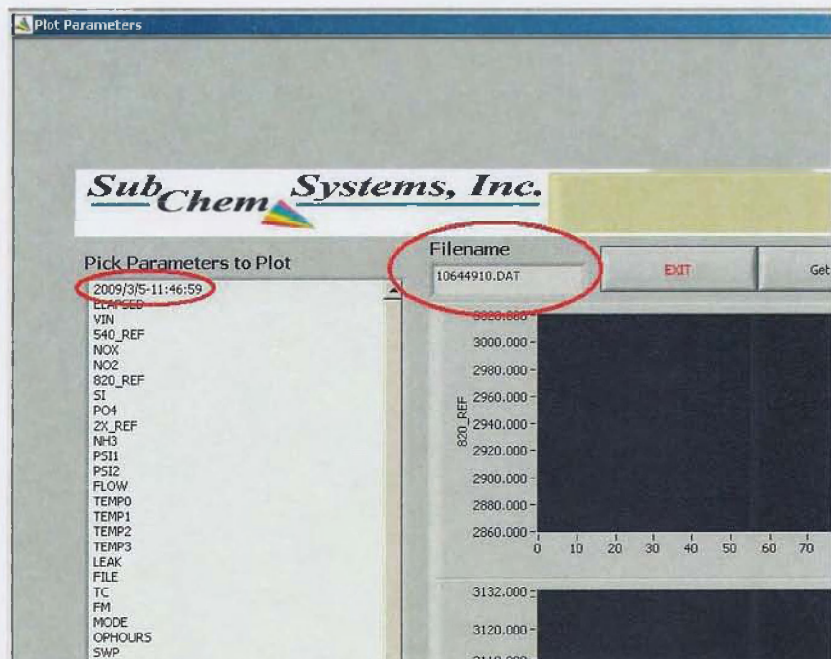 Plot Parameters
SubChem Systems, Inc.
Pick Parameters to Plot
2009/3/5-11:46:59
ELAPSED
VIN
540_REF
NOX
NO2
820_REF
SI
PO4
2X_REF
NH3
PSI1
PSI2
FLOW
TEMP0
TEMP1
TEMP2
TEMP3
LEAK
FILE
TC
FM
MODE
OPHOURS
SWP
Filename
10644910.DAT
EXIT
Get
820_REF
3020.000
3000.000
2980.000
2960.000
2940.000
2920.000
2900.000
2880.000
2860.000
0 10 20 30 40 50 60 70
3132.000
3120.000